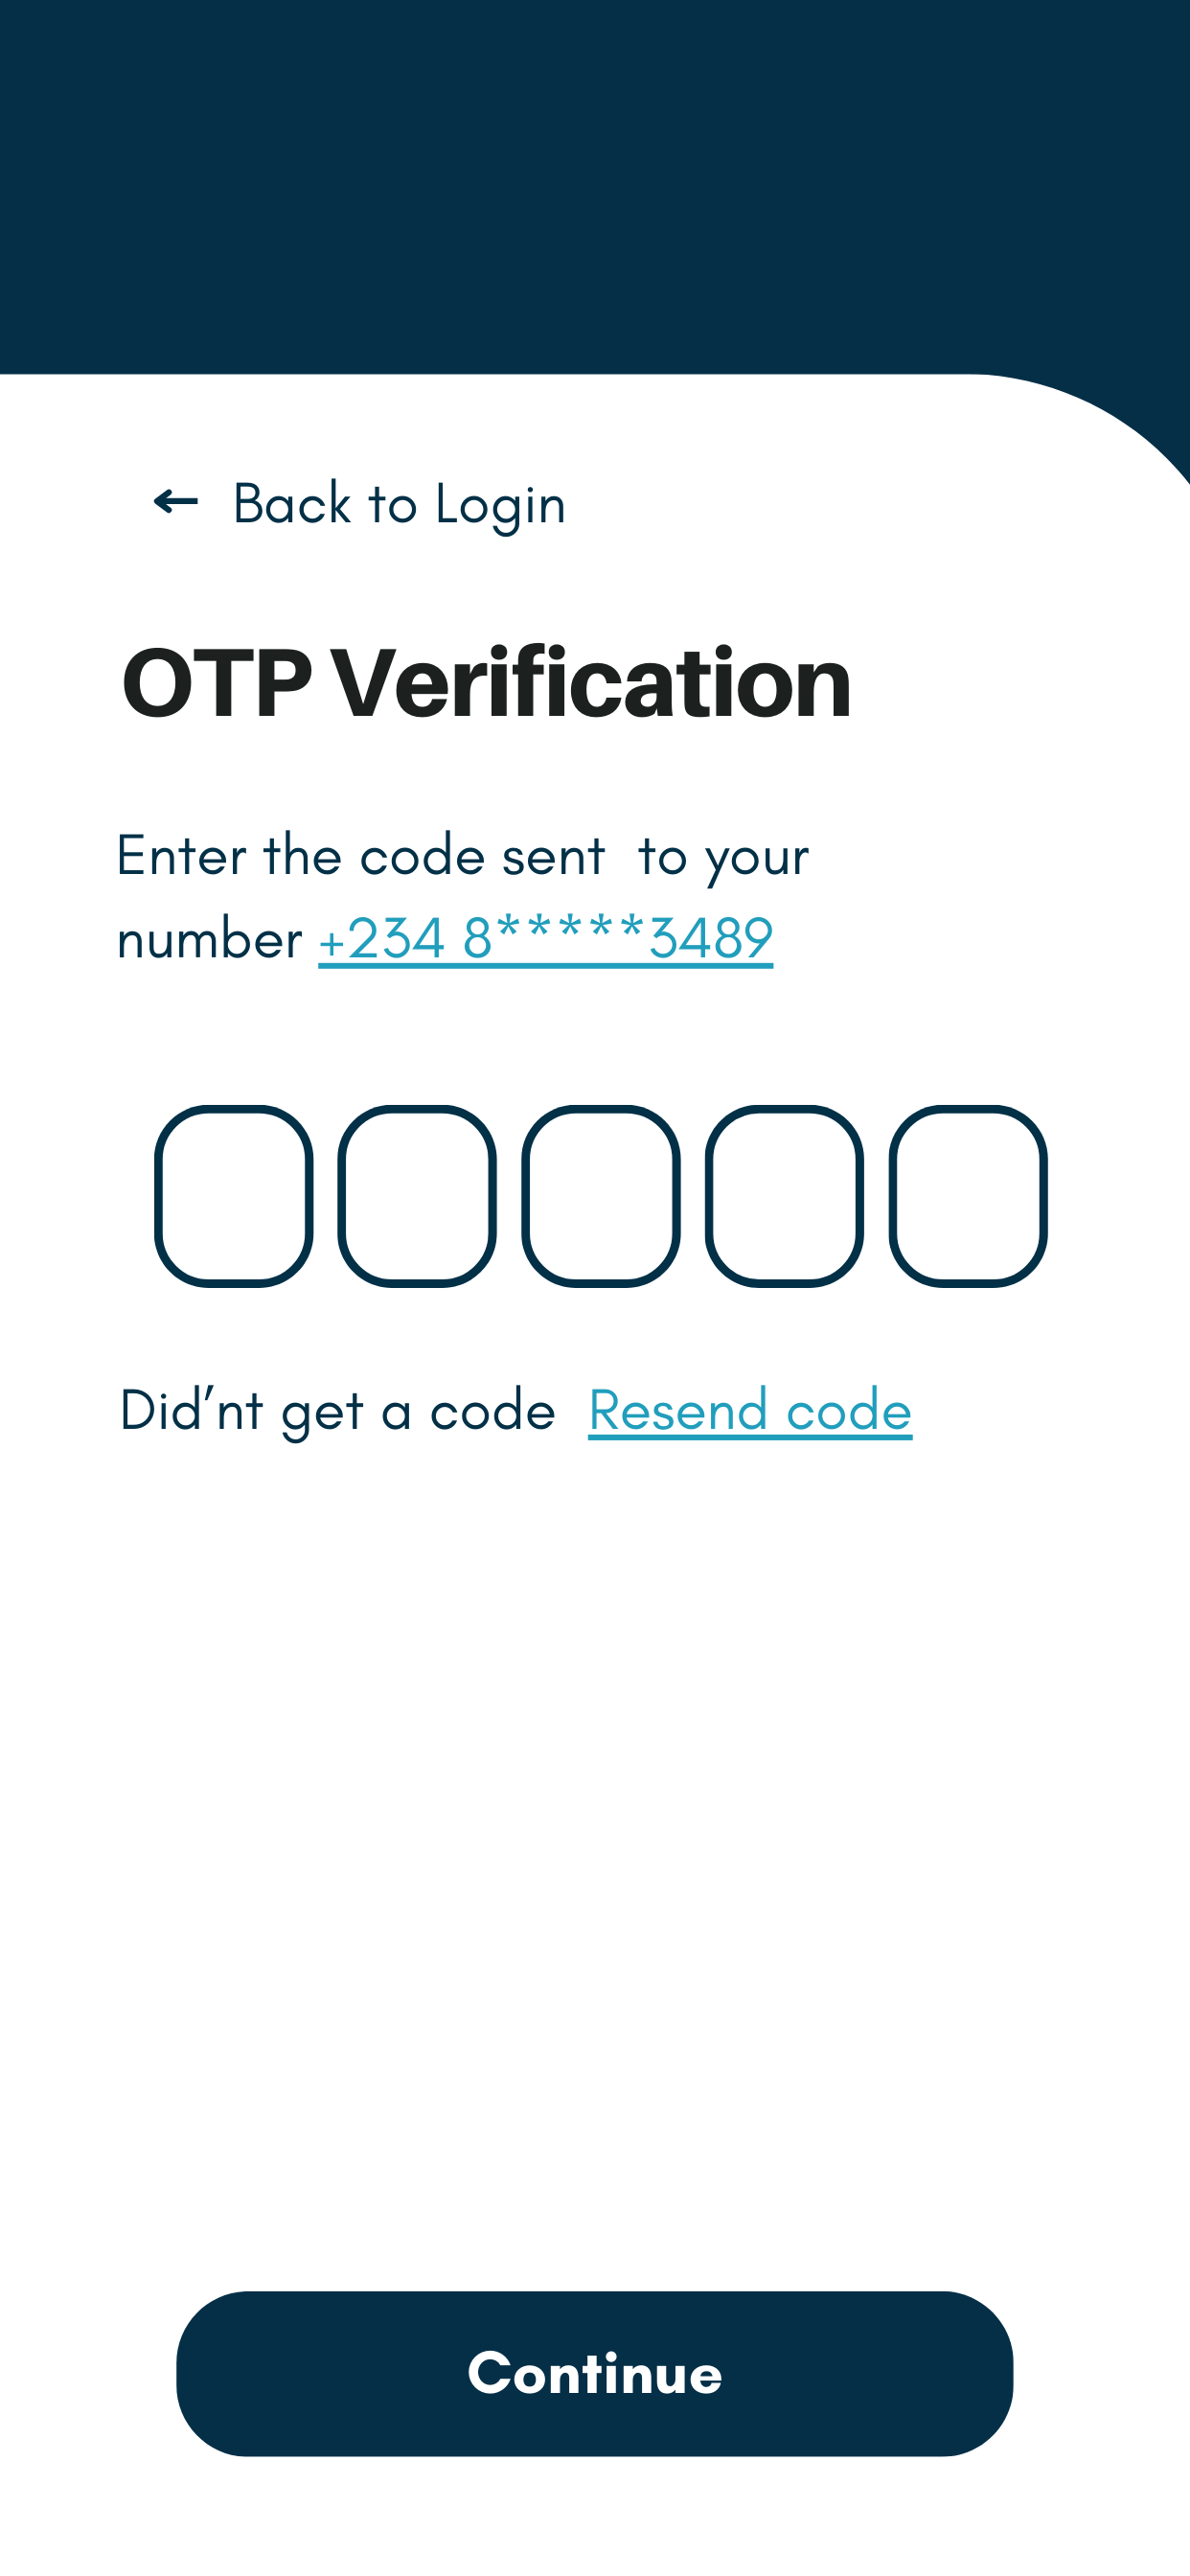 Back to Login
OTP Verification
Enter the code sent  to your
number +234 8*****3489
Did’nt get a code  Resend code
Continue